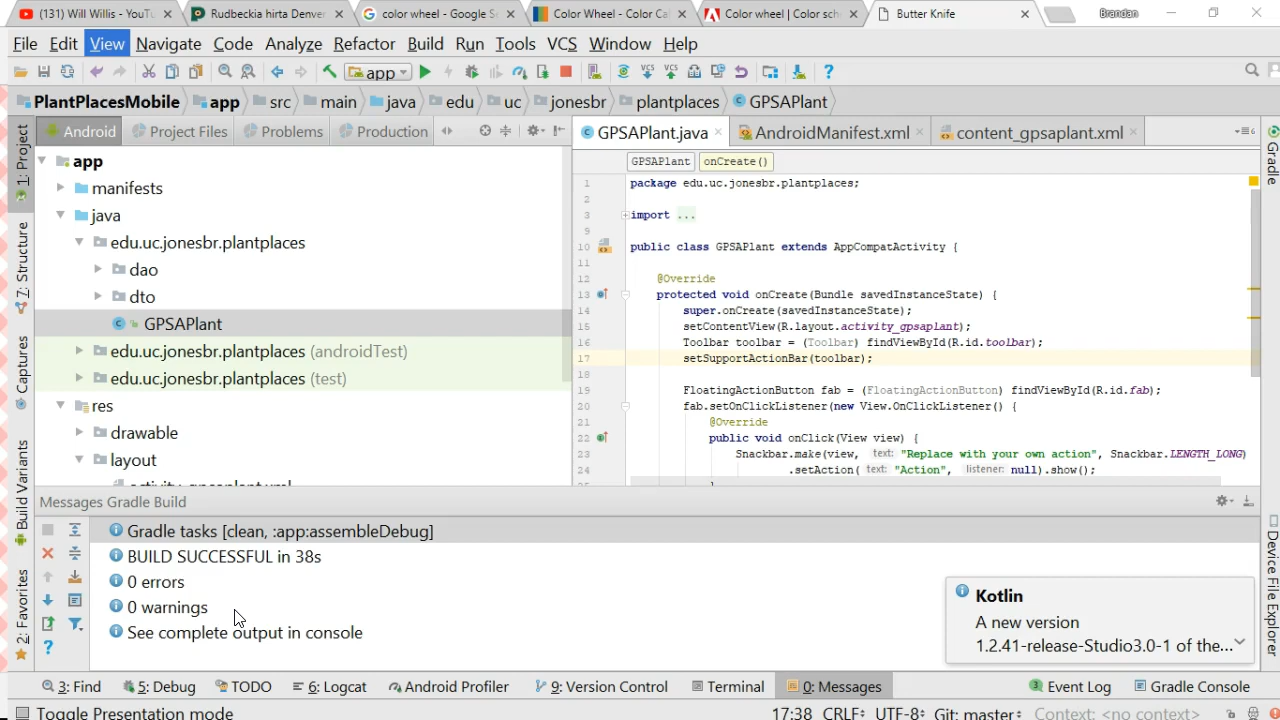 (131) Will Willis - YouTu
Rudbeckia hirta Denver
color wheel - Google Se
Color Wheel - Color Cal
Color wheel | Color sche
Butter Knife
Brandan
File Edit View Navigate Code Analyze Refactor Build Run Tools VCS Window Help
app
PlantPlacesMobile app src main java edu uc jonesbr plantplaces GPSAPlant
Android Project Files Problems Production
GPSAPlant.java AndroidManifest.xml content_gpsaplant.xml
1: Project
7: Structure
Captures
Build Variants
2: Favorites
app
manifests
java
edu.uc.jonesbr.plantplaces
dao
dto
GPSAPlant
edu.uc.jonesbr.plantplaces (androidTest)
edu.uc.jonesbr.plantplaces (test)
res
drawable
layout
activity_gpsaplant.xml
GPSAPlant onCreate()
1 package edu.uc.jonesbr.plantplaces;
2
3 import ...
9
10 public class GPSAPlant extends AppCompatActivity {
11
12 @Override
13 protected void onCreate(Bundle savedInstanceState) {
14 super.onCreate(savedInstanceState);
15 setContentView(R.layout.activity_gpsaplant);
16 Toolbar toolbar = (Toolbar) findViewById(R.id.toolbar);
17 setSupportActionBar(toolbar);
18
19 FloatingActionButton fab = (FloatingActionButton) findViewById(R.id.fab);
20 fab.setOnClickListener(new View.OnClickListener() {
21 @Override
22 public void onClick(View view) {
23 Snackbar.make(view, text: "Replace with your own action", Snackbar.LENGTH_LONG)
24 .setAction( text: "Action", listener: null).show();
25 }
Gradle
Device File Explorer
Messages Gradle Build
Gradle tasks [clean, :app:assembleDebug]
BUILD SUCCESSFUL in 38s
0 errors
0 warnings
See complete output in console
Kotlin
A new version
1.2.41-release-Studio3.0-1 of the...
3: Find 5: Debug TODO 6: Logcat Android Profiler 9: Version Control Terminal 0: Messages 3 Event Log Gradle Console
Toggle Presentation mode 17:38 CRLF UTF-8 Git: master Context: <no context>